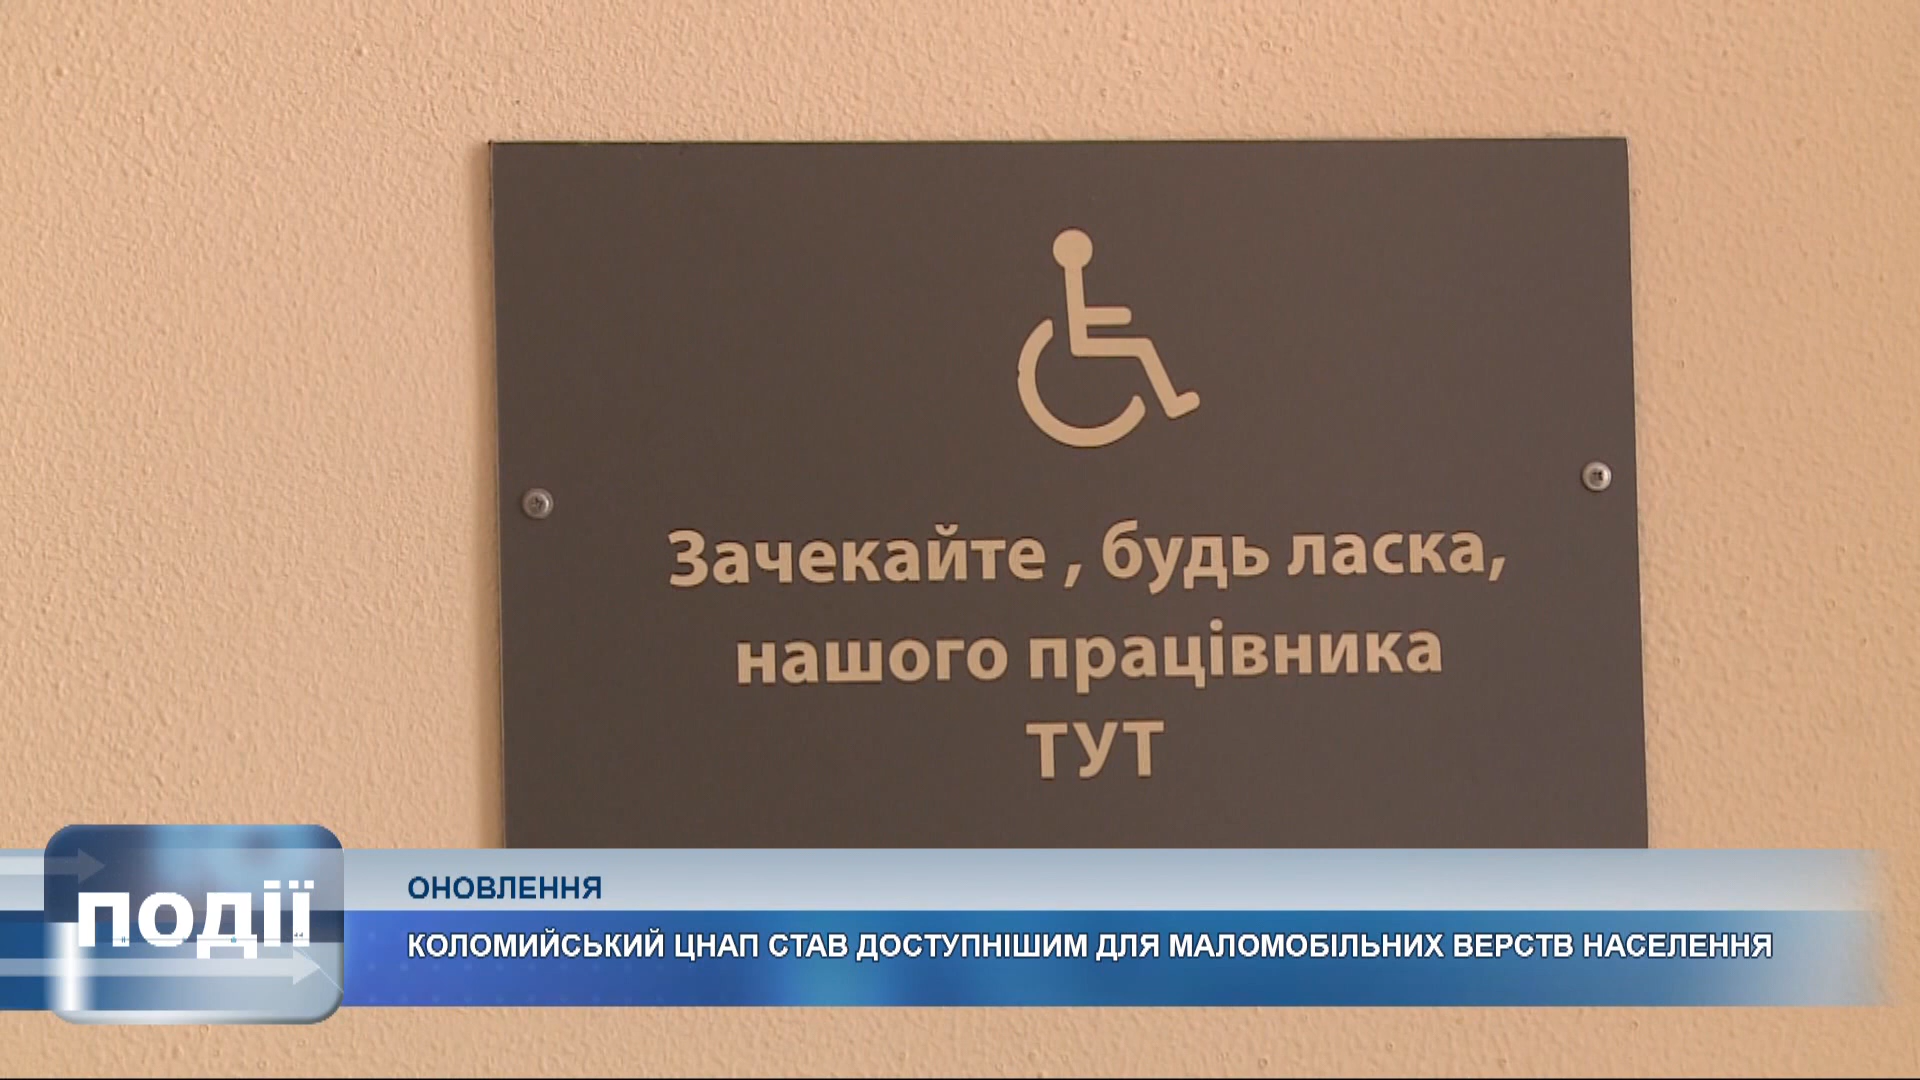 Зачекайте , будь ласка,
нашого працівника
ТУТ
події
ОНОВЛЕННЯ
КОЛОМИЙСЬКИЙ ЦНАП СТАВ ДОСТУПНІШИМ ДЛЯ МАЛОМОБІЛЬНИХ ВЕРСТВ НАСЕЛЕННЯ